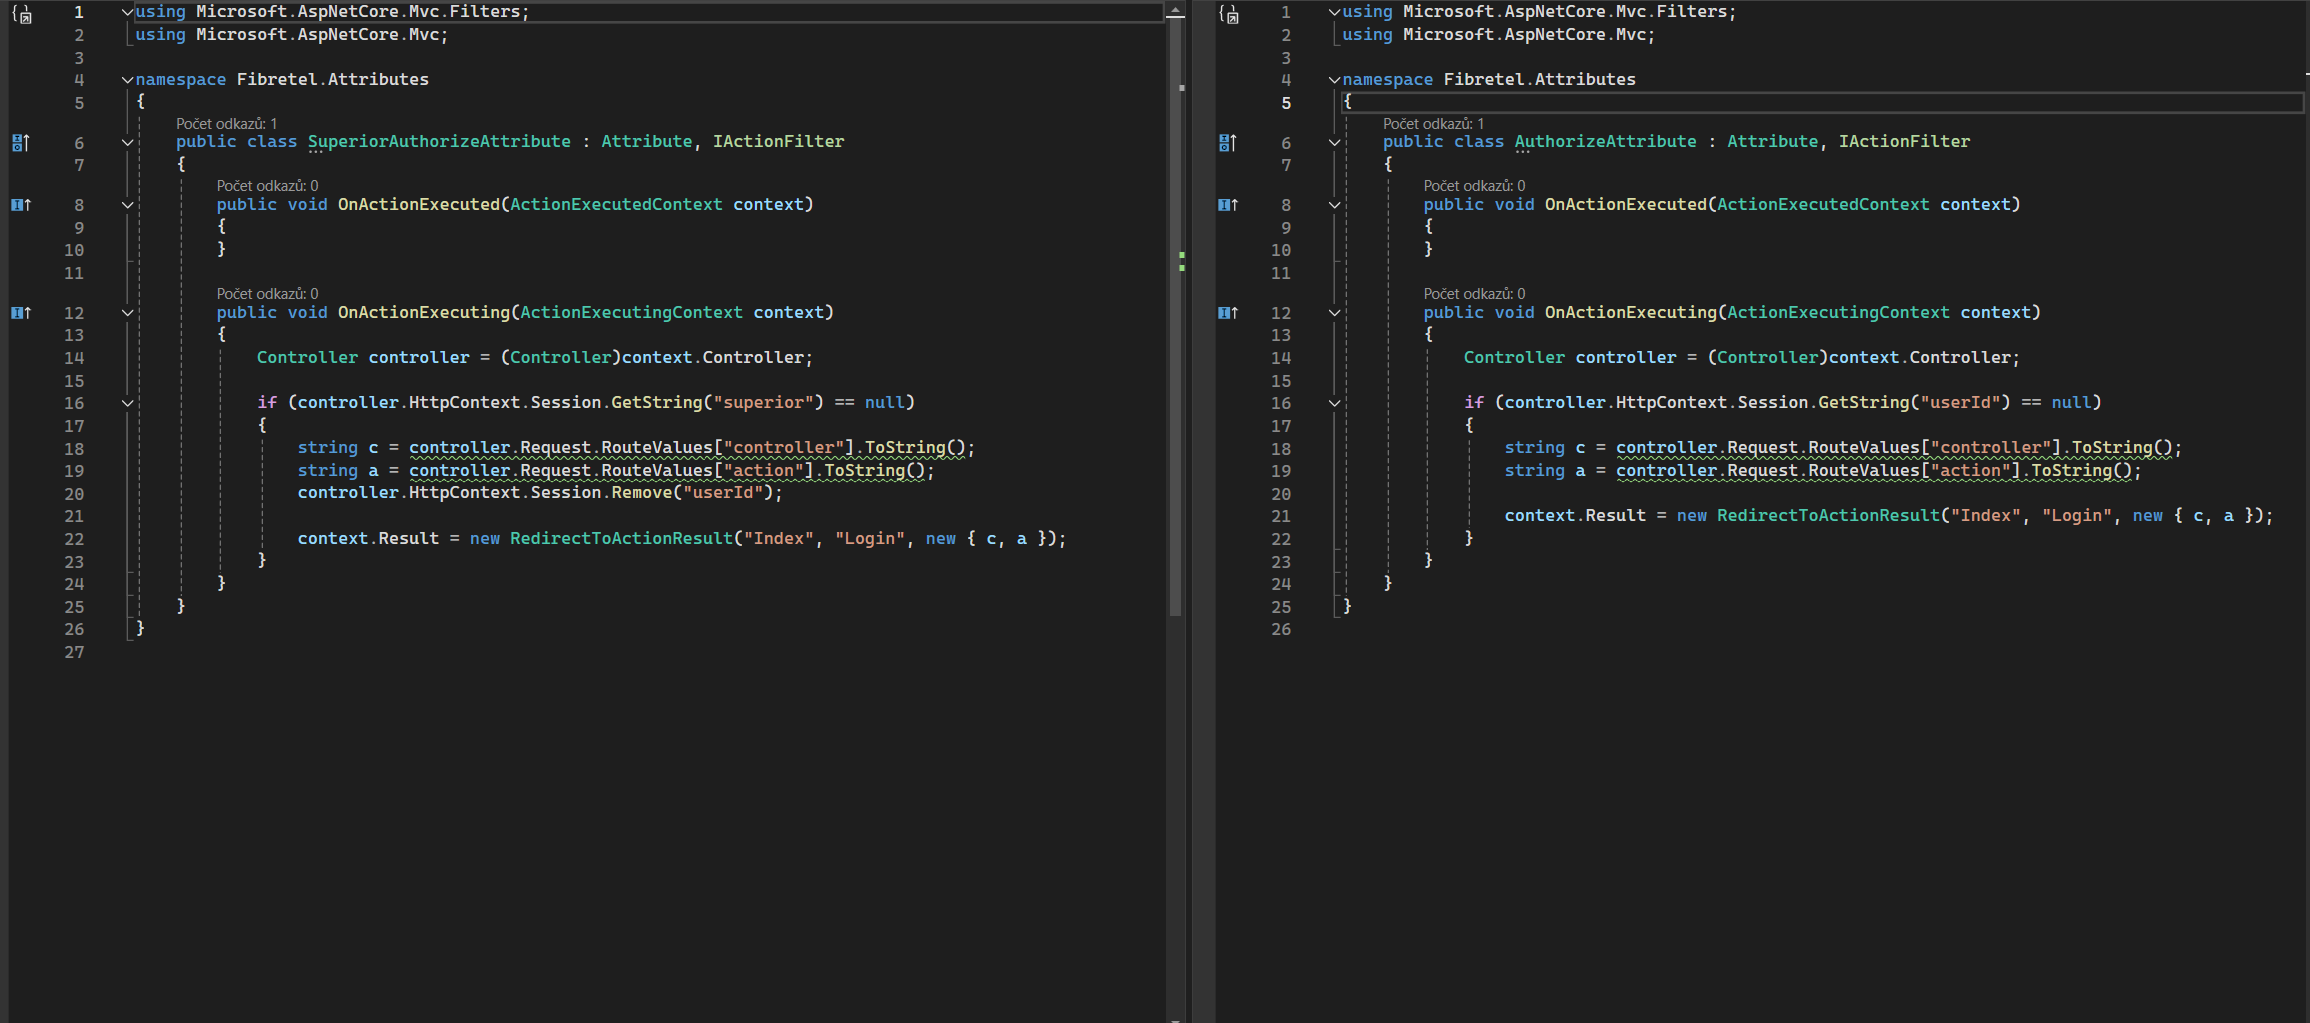 1 using Microsoft.AspNetCore.Mvc.Filters;
2 using Microsoft.AspNetCore.Mvc;
3
4 namespace Fibretel.Attributes
5 {
Počet odkazů: 1
6 public class SuperiorAuthorizeAttribute : Attribute, IActionFilter
7 {
Počet odkazů: 0
8 public void OnActionExecuted(ActionExecutedContext context)
9 {
10 }
11
Počet odkazů: 0
12 public void OnActionExecuting(ActionExecutingContext context)
13 {
14 Controller controller = (Controller)context.Controller;
15
16 if (controller.HttpContext.Session.GetString("superior") == null)
17 {
18 string c = controller.Request.RouteValues["controller"].ToString();
19 string a = controller.Request.RouteValues["action"].ToString();
20 controller.HttpContext.Session.Remove("userId");
21
22 context.Result = new RedirectToActionResult("Index", "Login", new { c, a });
23 }
24 }
25 }
26 }
27
1 using Microsoft.AspNetCore.Mvc.Filters;
2 using Microsoft.AspNetCore.Mvc;
3
4 namespace Fibretel.Attributes
5 {
Počet odkazů: 1
6 public class AuthorizeAttribute : Attribute, IActionFilter
7 {
Počet odkazů: 0
8 public void OnActionExecuted(ActionExecutedContext context)
9 {
10 }
11
Počet odkazů: 0
12 public void OnActionExecuting(ActionExecutingContext context)
13 {
14 Controller controller = (Controller)context.Controller;
15
16 if (controller.HttpContext.Session.GetString("userId") == null)
17 {
18 string c = controller.Request.RouteValues["controller"].ToString();
19 string a = controller.Request.RouteValues["action"].ToString();
20
21 context.Result = new RedirectToActionResult("Index", "Login", new { c, a });
22 }
23 }
24 }
25 }
26